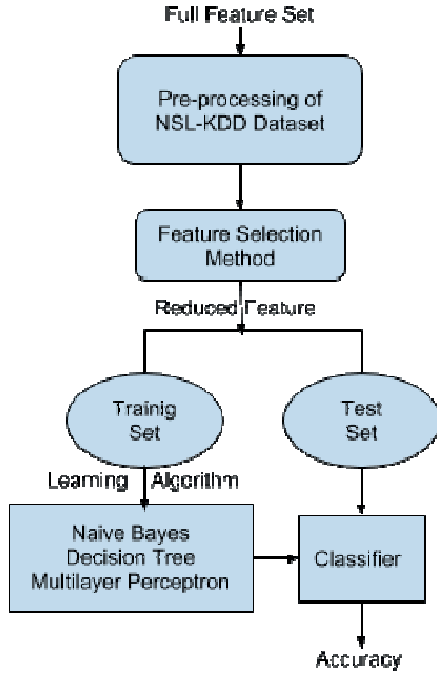 Full Feature Set
Pre-processing of
NSL-KDD Dataset
Feature Selection
Method
Reduced Feature
Trainig
Set
Test
Set
Learning Algorithm
Naive Bayes
Decision Tree
Multilayer Perceptron
Classifier
Accuracy